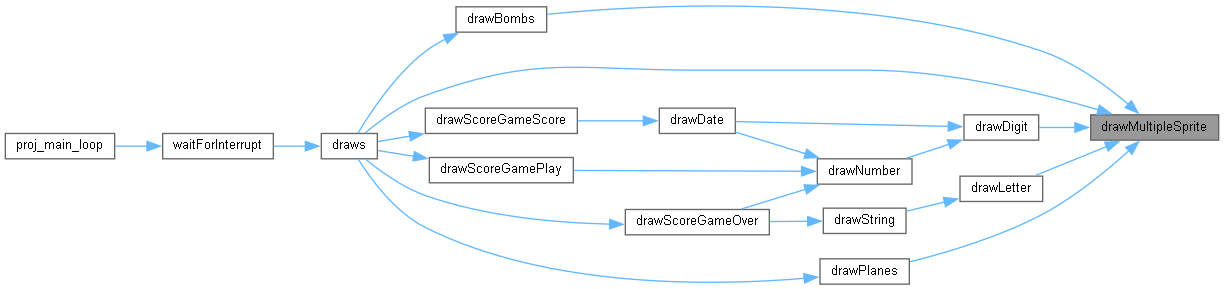 drawBombs
drawMultipleSprite
drawScoreGameScore
drawDate
drawDigit
proj_main_loop
waitForInterrupt
draws
drawScoreGamePlay
drawNumber
drawLetter
drawScoreGameOver
drawString
drawPlanes